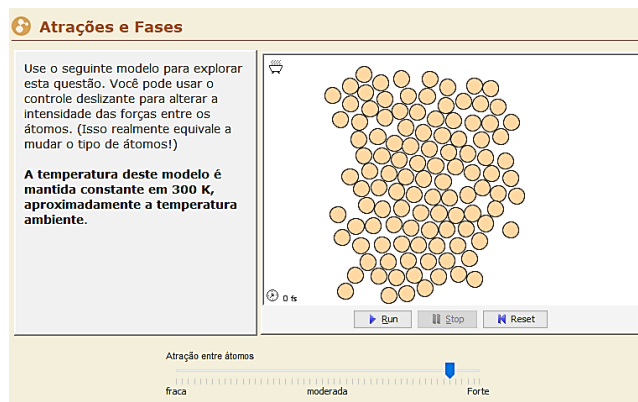 Atrações e Fases
Use o seguinte modelo para explorar
esta questão. Você pode usar o
controle deslizante para alterar a
intensidade das forças entre os
átomos. (Isso realmente equivale a
mudar o tipo de átomos!)
A temperatura deste modelo é
mantida constante em 300 K,
aproximadamente a temperatura
ambiente.
0 fs
Run
Stop
Reset
Atração entre átomos
fraca
moderada
Forte